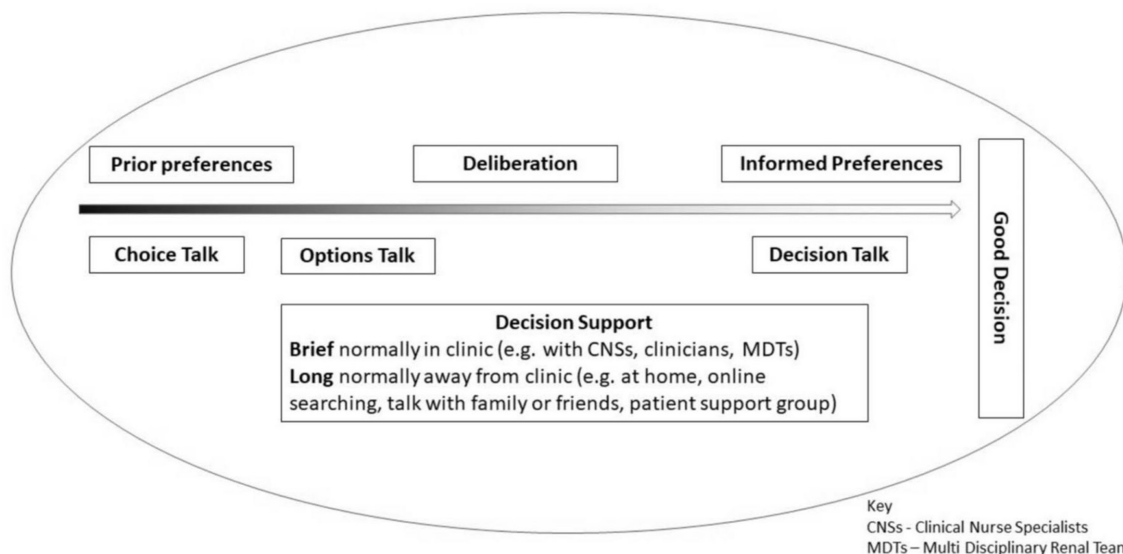 Prior preferences
Deliberation
Informed Preferences
Choice Talk
Options Talk
Decision Talk
Good Decision
Decision Support
Brief normally in clinic (e.g. with CNSs, clinicians, MDTs)
Long normally away from clinic (e.g. at home, online
searching, talk with family or friends, patient support group)
Key
CNSs - Clinical Nurse Specialists
MDTs – Multi Disciplinary Renal Team